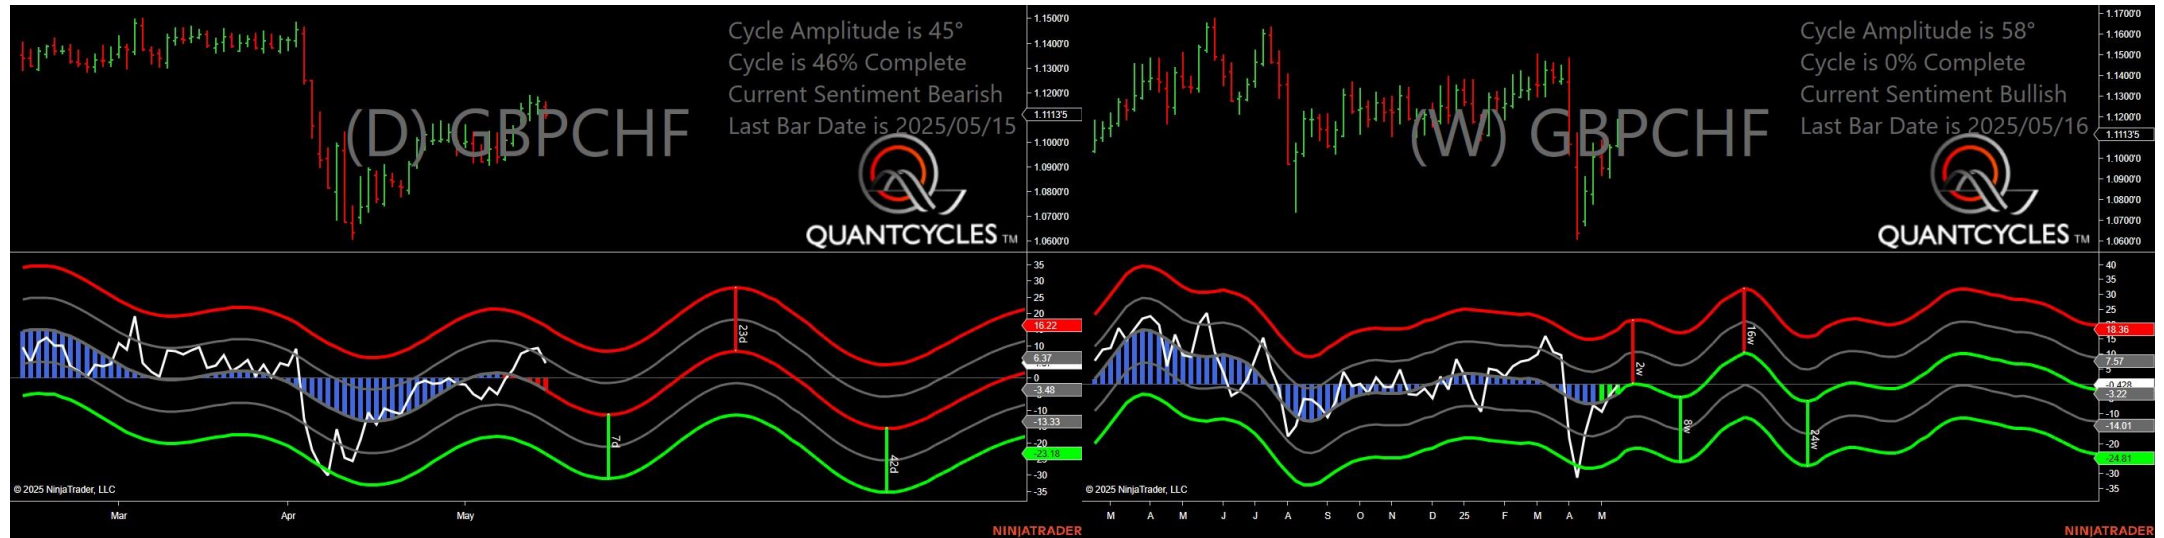 Cycle Amplitude is 45°
Cycle is 46% Complete
Current Sentiment Bearish
Last Bar Date is 2025/05/15
(D) GBPCHF
QUANTCYCLES TM
1.1500'0
1.1400'0
1.1300'0
1.1200'0
1.1113'5
1.1000'0
1.0900'0
1.0800'0
1.0700'0
1.0600'0
35
30
25
20
16.22
10
6.37
0
-3.48
-10
-13.33
-20
-23.18
-30
-35
23d
7d
42d
© 2025 NinjaTrader, LLC
Mar Apr May
NINJATRADER
Cycle Amplitude is 58°
Cycle is 0% Complete
Current Sentiment Bullish
Last Bar Date is 2025/05/16
(W) GBPCHF
QUANTCYCLES TM
1.1700'0
1.1600'0
1.1500'0
1.1400'0
1.1300'0
1.1200'0
1.1113'5
1.1000'0
1.0900'0
1.0800'0
1.0700'0
1.0600'0
40
35
30
25
18.36
15
10
7.57
5
-0.428
-3.22
-10
-14.01
-20
-24.81
-30
-35
2w
16w
8w
24w
© 2025 NinjaTrader, LLC
M A M J J A S O N D 25 F M A M
NINJATRADER